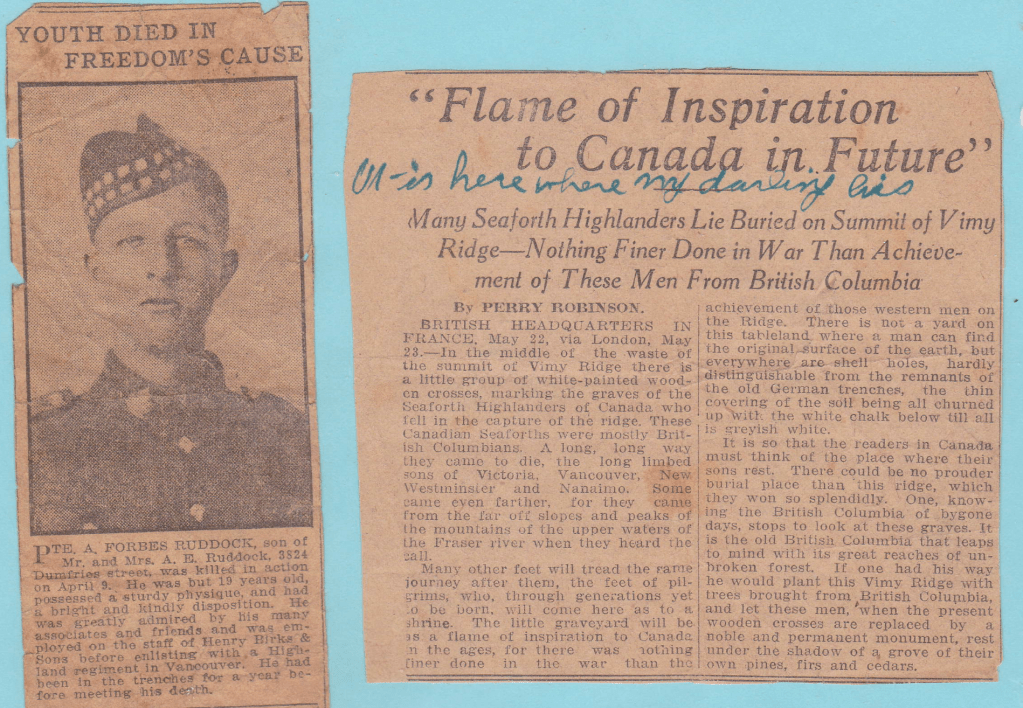 YOUTH DIED IN
FREEDOM'S CAUSE
PTE. A. FORBES RUDDOCK, son of
Mr. and Mrs. A. E. Ruddock, 3824
Dumfries street, was killed in action
on April 9. He was but 19 years old,
possessed a sturdy physique, and had
a bright and kindly disposition. He
was greatly admired by his many
associates and friends and was em-
ployed on the staff of Henry Birks &
Sons before enlisting with a High-
land regiment in Vancouver. He had
been in the trenches for a year be-
fore meeting his death.
"Flame of Inspiration
to Canada in Future"
It is here where my darling lies
Many Seaforth Highlanders Lie Buried on Summit of Vimy
Ridge—Nothing Finer Done in War Than Achieve-
ment of These Men From British Columbia
By PERRY ROBINSON.
BRITISH HEADQUARTERS IN
FRANCE, May 22, via London, May
23.—In the middle of the waste of
the summit of Vimy Ridge there is
a little group of white-painted wood-
en crosses, marking the graves of the
Seaforth Highlanders of Canada who
fell in the capture of the ridge. These
Canadian Seaforths were mostly Brit-
ish Columbians. A long, long way
they came to die, the long limbed
sons of Victoria, Vancouver, New
Westminster and Nanaimo. Some
came even farther, for they came
from the far off slopes and peaks of
the mountains of the upper waters of
the Fraser river when they heard the
call.
Many other feet will tread the same
journey after them, the feet of pil-
grims, who, through generations yet
to be born, will come here as to a
shrine. The little graveyard will be
as a flame of inspiration to Canada
in the ages, for there was nothing
finer done in the war than the
achievement of those western men on
the Ridge. There is not a yard on
this tableland where a man can find
the original surface of the earth, but
everywhere are shell holes, hardly
distinguishable from the remnants of
the old German trenches, the thin
covering of the soil being all churned
up with the white chalk below till all
is greyish white.
It is so that the readers in Canada
must think of the place where their
sons rest. There could be no prouder
burial place than this ridge, which
they won so splendidly. One, know-
ing the British Columbia of bygone
days, stops to look at these graves. It
is the old British Columbia that leaps
to mind with its great reaches of un-
broken forest. If one had his way
he would plant this Vimy Ridge with
trees brought from British Columbia,
and let these men, when the present
wooden crosses are replaced by a
noble and permanent monument, rest
under the shadow of a grove of their
own pines, firs and cedars.